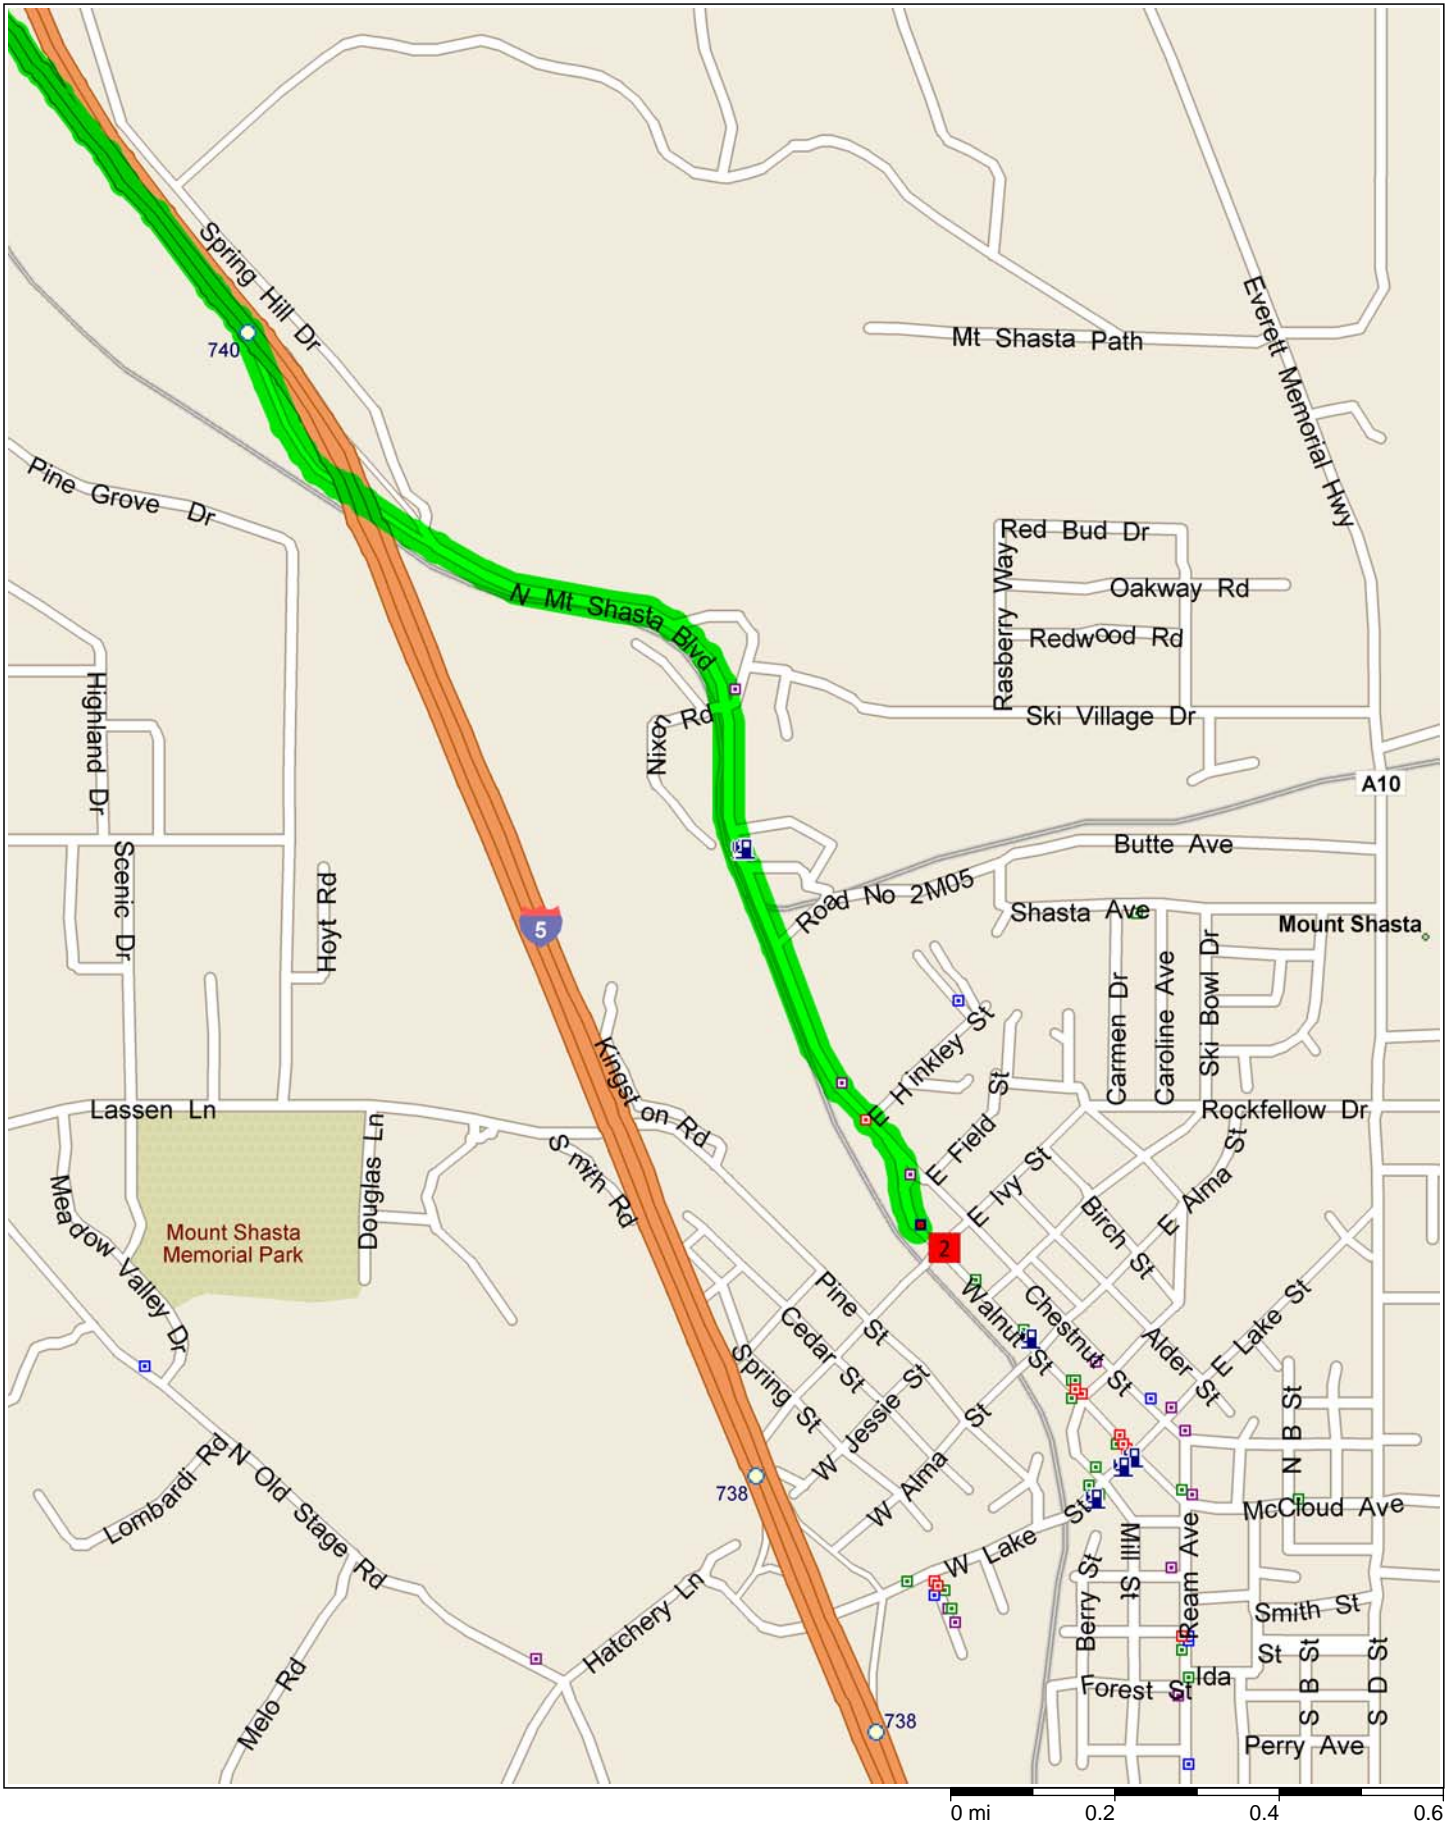 Spring Hill Dr
740
Mt Shasta Path
Everett Memorial Hwy
Pine Grove Dr
Red Bud Dr
Rasberry Way
Oakway Rd
N Mt Shasta Blvd
Redwood Rd
Highland Dr
Nixon Rd
Ski Village Dr
A10
Scenic Dr
Butte Ave
Hoyt Rd
Road No 2M05
Shasta Ave
Mount Shasta
5
Carmen Dr
Caroline Ave
Ski Bowl Dr
Kingston Rd
E Hinkley St
Lassen Ln
Rockfellow Dr
Smith Rd
E Field St
Douglas Ln
Meadow Valley Dr
E Ivy St
E Alma St
Birch St
Mount Shasta
Memorial Park
2
Pine St
Walnut St
Chestnut St
Cedar St
Alder St
E Lake St
Spring St
W Jessie St
N B St
W Alma St
Lombardi Rd
N Old Stage Rd
738
McCloud Ave
W Lake St
Mill St
Ream Ave
Berry St
Hatchery Ln
Smith St
St
Melo Rd
Ida
Forest St
S B St
S D St
738
Perry Ave
0 mi
0.2
0.4
0.6